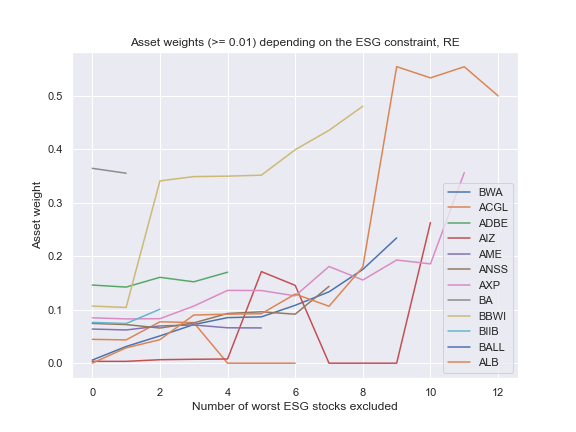 Asset weights (>= 0.01) depending on the ESG constraint, RE
0.5
0.4
0.3
0.2
0.1
0.0
Asset weight
BWA
ACGL
ADBE
AIZ
AME
ANSS
AXP
BA
BBWI
BIIB
BALL
ALB
0 2 4 6 8 10 12
Number of worst ESG stocks excluded